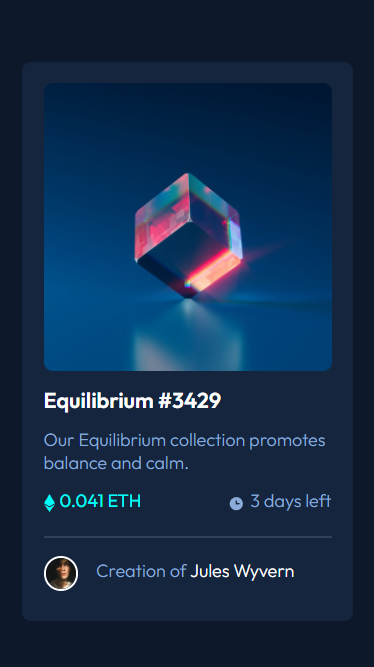 Equilibrium #3429
Our Equilibrium collection promotes
balance and calm.
0.041 ETH
3 days left
Creation of Jules Wyvern